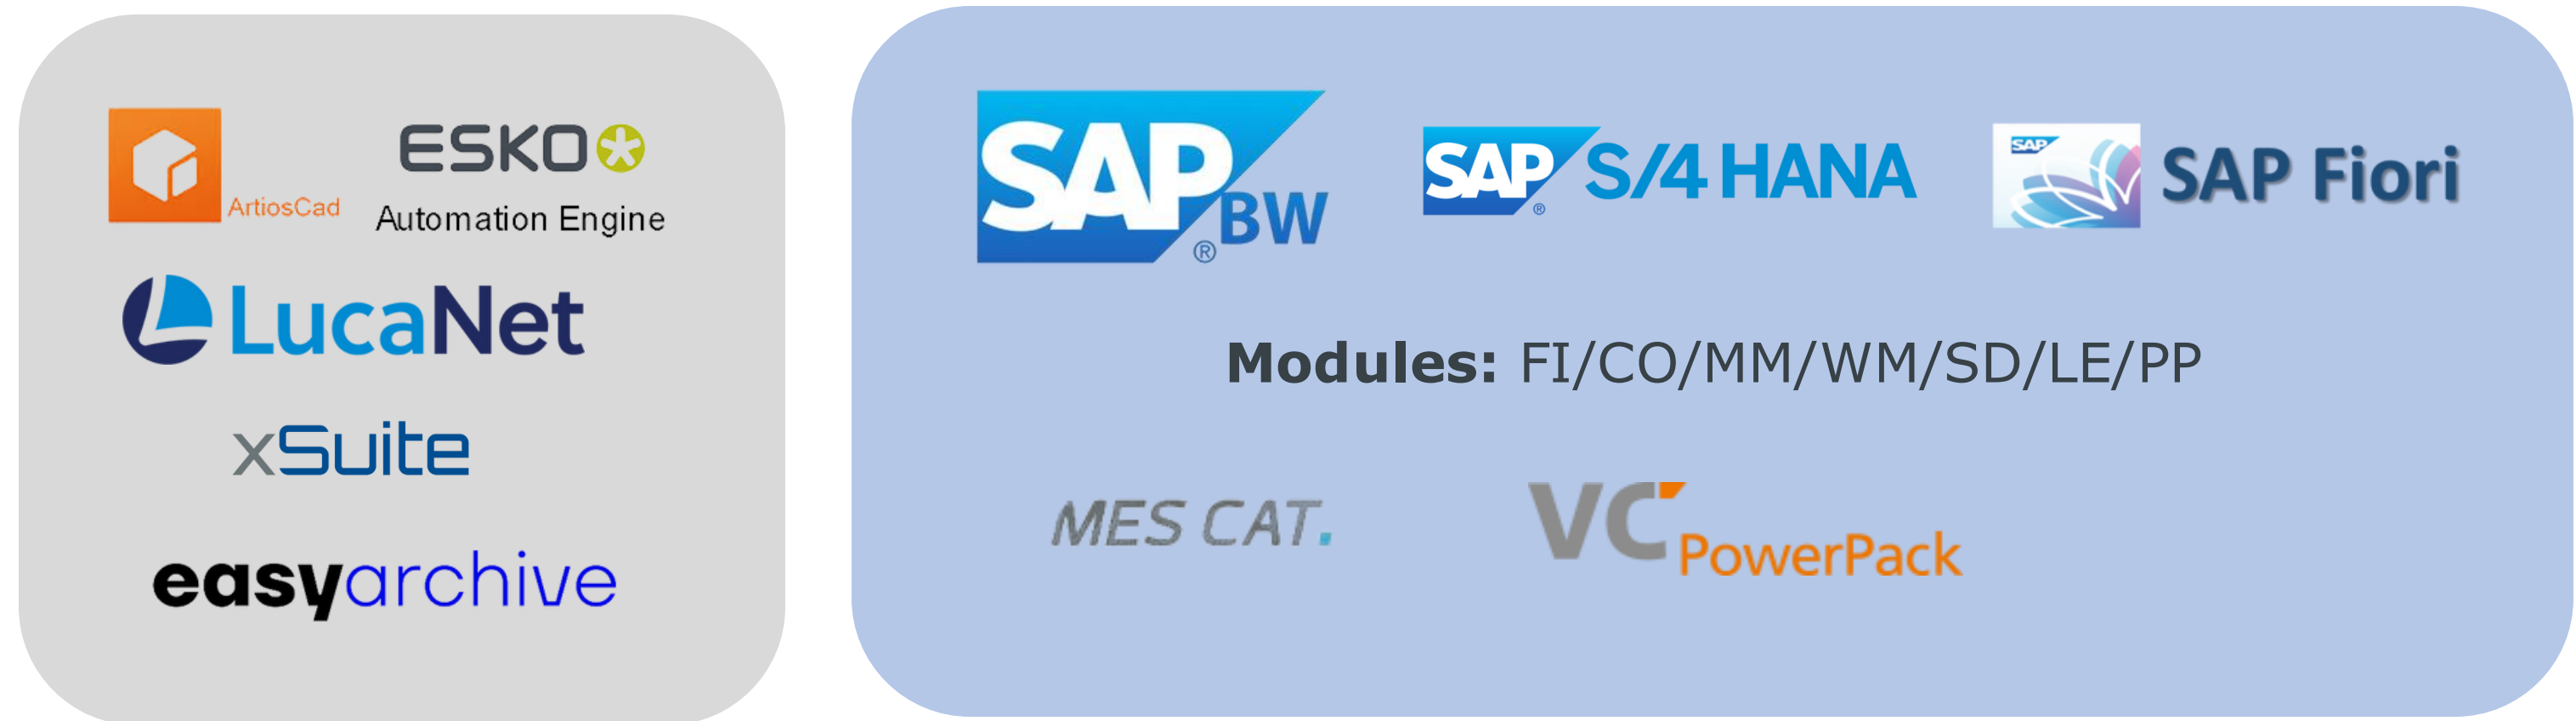 ArtiosCad
ESKO
Automation Engine
LucaNet
xSuite
easyarchive
SAP BW
®
SAP S/4 HANA
®
SAP
SAP Fiori
Modules: FI/CO/MM/WM/SD/LE/PP
MES CAT.
VC PowerPack